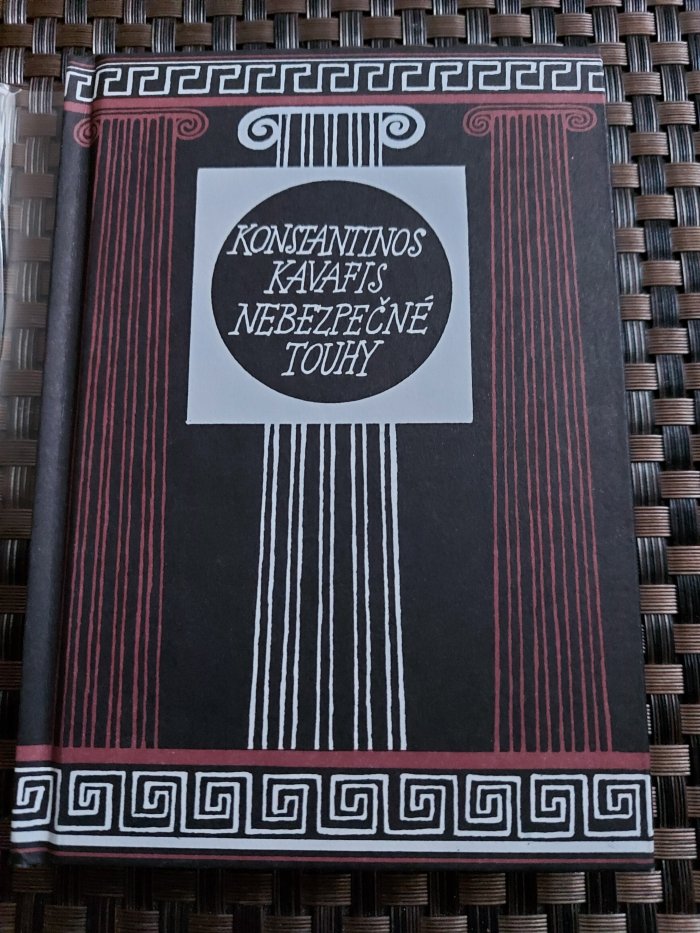 KONSTANTINOS
KAVAFIS
NEBEZPEČNÉ
TOUHY